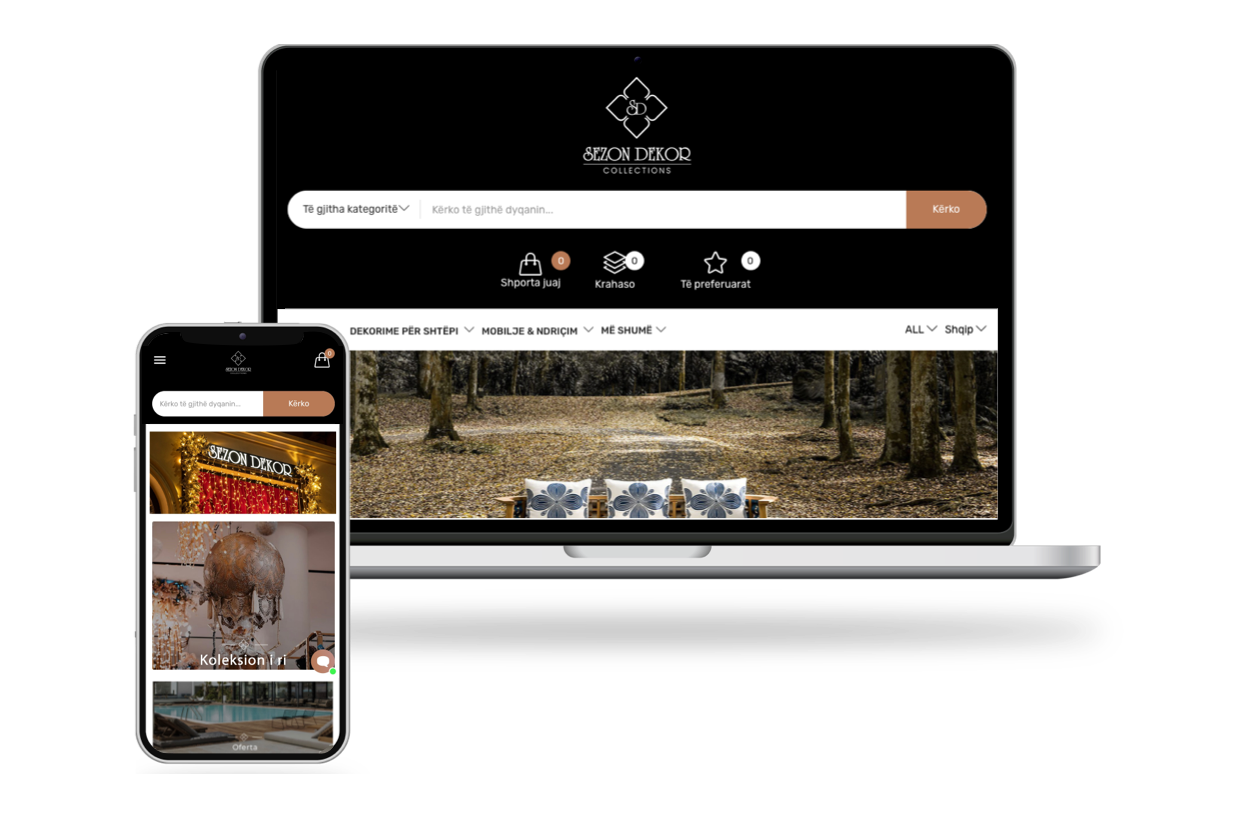 SD
SEZON DEKOR
COLLECTIONS
Të gjitha kategoritë
Kërko të gjithë dyqanin...
Kërko
0
0
0
Shporta juaj
Krahaso
Të preferuarat
DEKORIME PËR SHTËPI
MOBILJE & NDRIÇIM
MË SHUMË
ALL
Shqip
0
SEZON DEKOR
Kërko të gjithë dyqanin...
Kërko
SEZON DEKOR
Koleksion i ri
Oferta